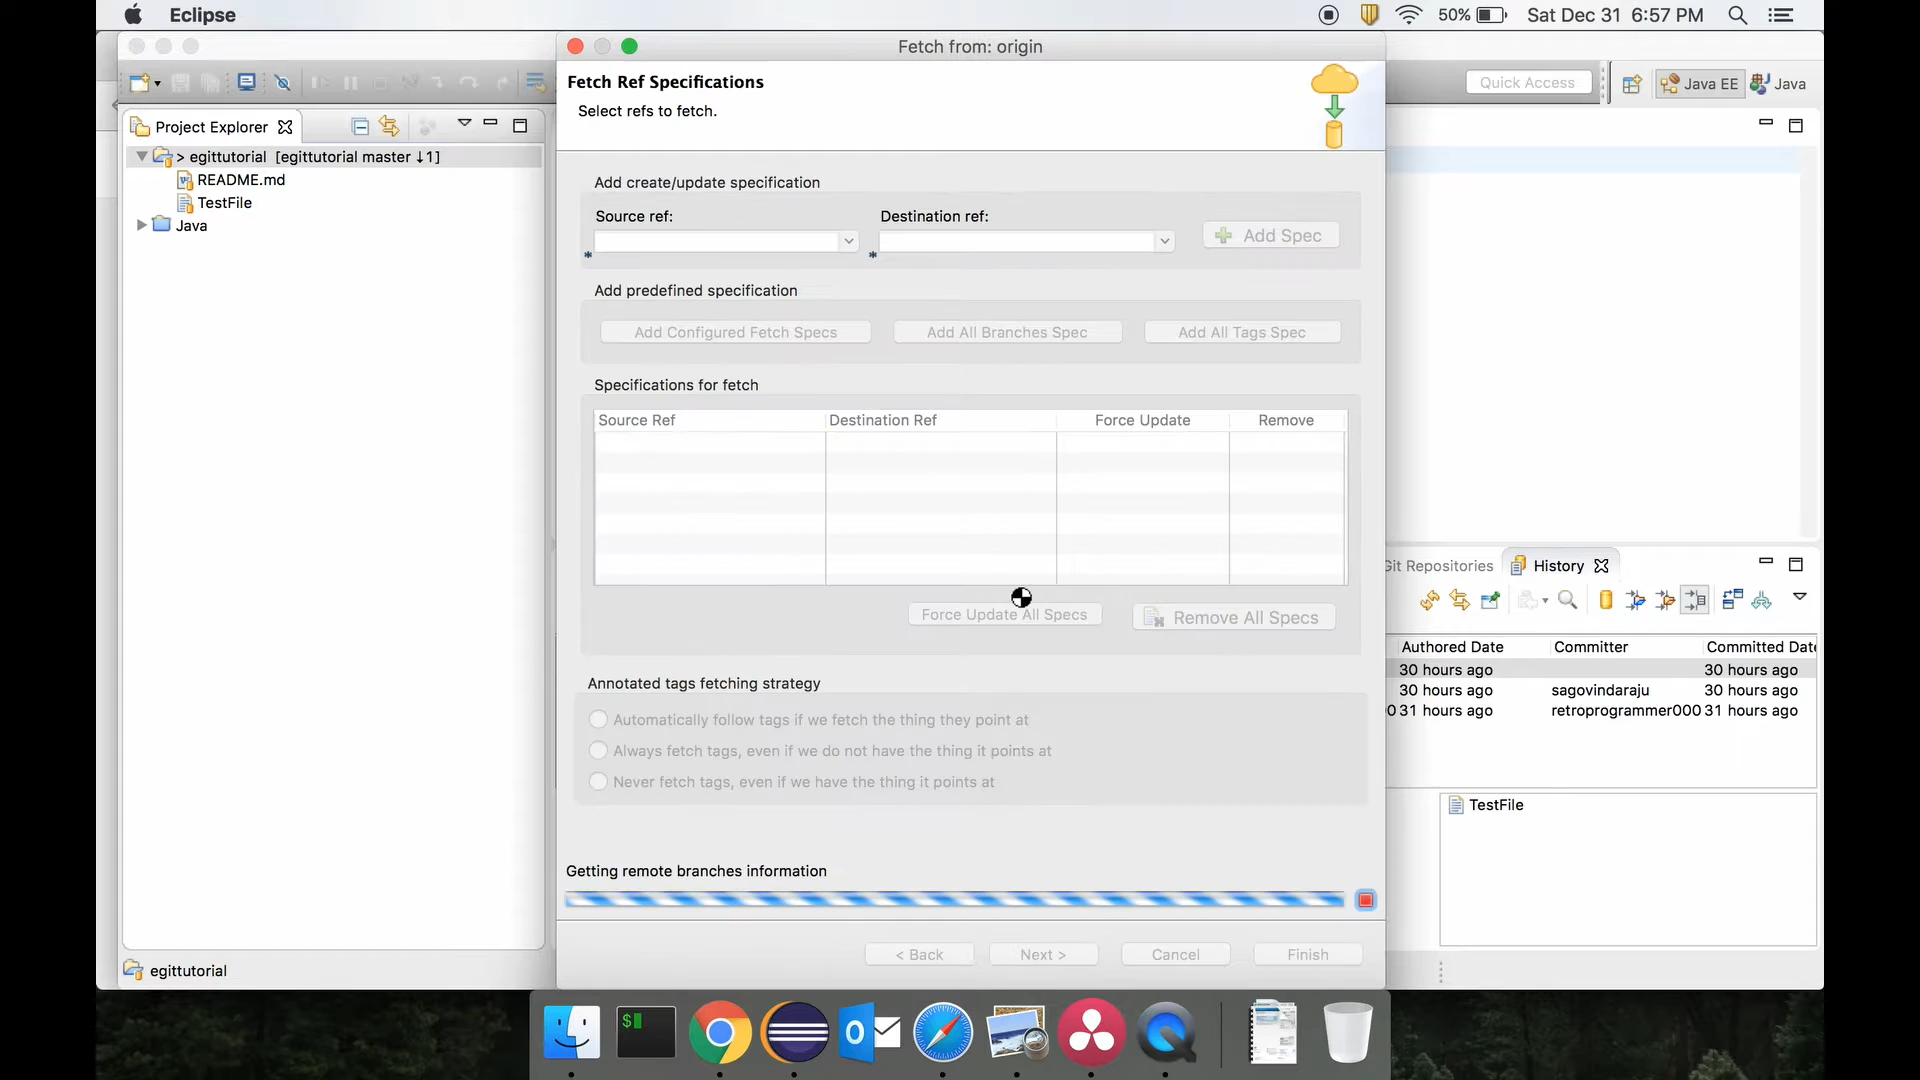 Eclipse
50%
Sat Dec 31 6:57 PM
Fetch from: origin
Fetch Ref Specifications
Select refs to fetch.
Quick Access
Java EE
Java
Project Explorer
> egittutorial [egittutorial master ↓1]
README.md
TestFile
Java
Add create/update specification
Source ref:
Destination ref:
*
*
Add Spec
Add predefined specification
Add Configured Fetch Specs
Add All Branches Spec
Add All Tags Spec
Specifications for fetch
Source Ref
Destination Ref
Force Update
Remove
Force Update All Specs
Remove All Specs
Annotated tags fetching strategy
Automatically follow tags if we fetch the thing they point at
Always fetch tags, even if we do not have the thing it points at
Never fetch tags, even if we have the thing it points at
Getting remote branches information
< Back
Next >
Cancel
Finish
Git Repositories
History
Authored Date Committer Committed Date
30 hours ago 30 hours ago
30 hours ago sagovindaraju 30 hours ago
0 31 hours ago retroprogrammer000 31 hours ago
TestFile
egittutorial
$